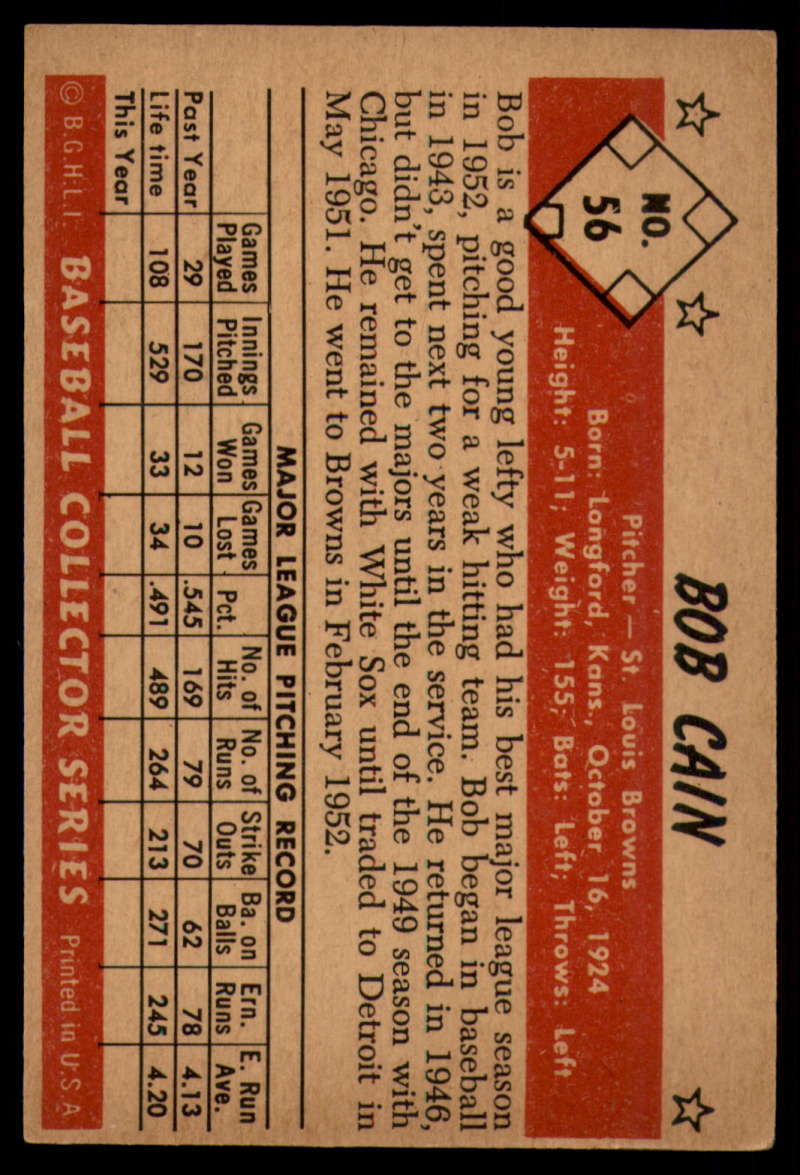 BOB CAIN
NO.
56
Pitcher — St. Louis Browns
Born: Longford, Kans., October 16, 1924
Height: 5-11; Weight: 155; Bats: Left; Throws: Left
Bob is a good young lefty who had his best major league season
in 1952, pitching for a weak hitting team. Bob began in baseball
in 1943, spent next two years in the service. He returned in 1946,
but didn't get to the majors until the end of the 1949 season with
Chicago. He remained with White Sox until traded to Detroit in
May 1951. He went to Browns in February 1952.
MAJOR LEAGUE PITCHING RECORD
Games Innings Games Games Pct. No. of No. of Strike Ba. on Ern. E. Run
Played Pitched Won Lost Hits Runs Outs Balls Runs Ave.
Past Year 29 170 12 10 .545 169 79 70 62 78 4.13
Life time 108 529 33 34 .491 489 264 213 271 245 4.20
This Year
© B.G.H.L.I. BASEBALL COLLECTOR SERIES Printed in U.S.A